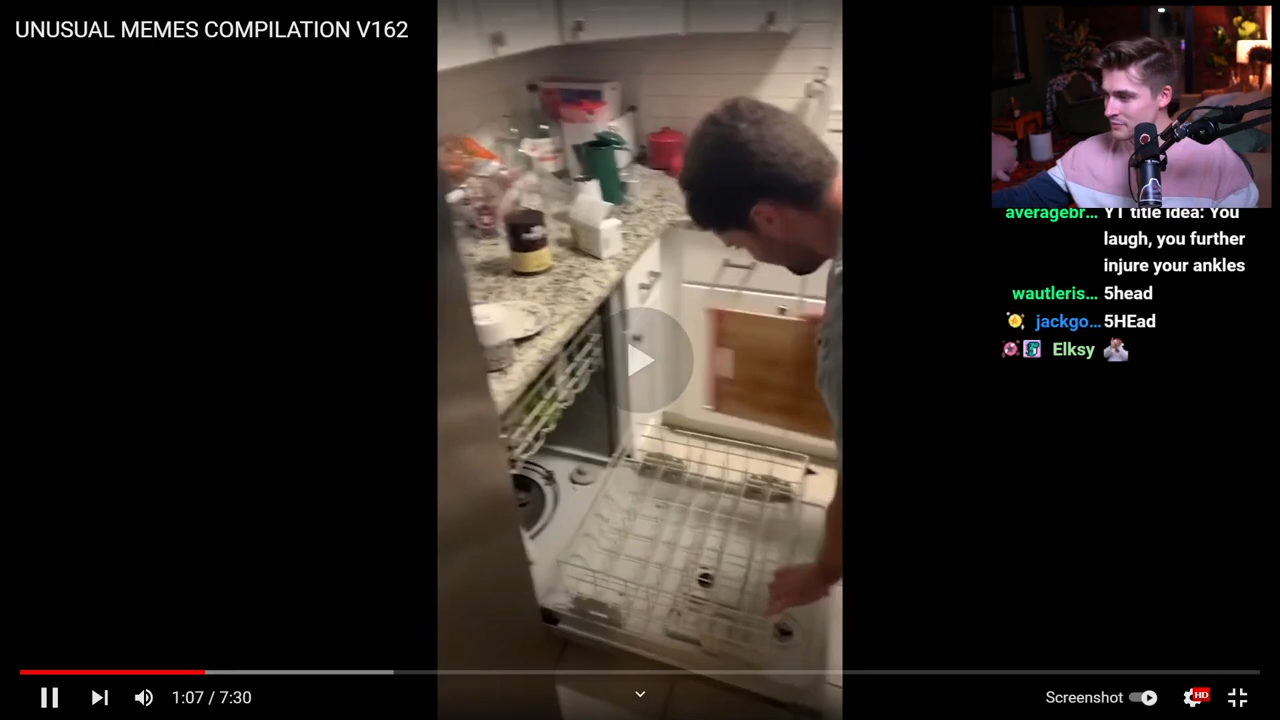 UNUSUAL MEMES COMPILATION V162
averagebr... YT title idea: You
laugh, you further
injure your ankles
wautleris... 5head
jackgo... 5HEad
Elksy
1:07 / 7:30
Screenshot
HD